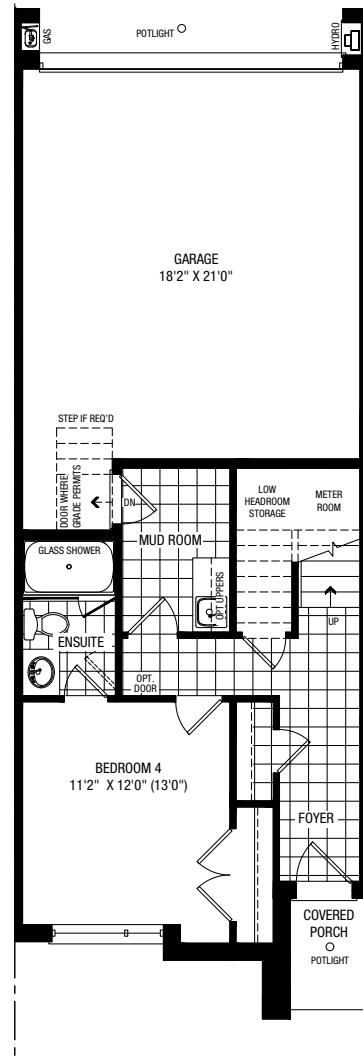 POTLIGHT
GAS
HYDRO
GARAGE
18'2" X 21'0"
STEP IF REQ'D
DOOR WHERE
GRADE PERMITS
DN
LOW
HEADROOM
STORAGE
METER
ROOM
MUD ROOM
GLASS SHOWER
OPT UPPERS
UP
ENSUITE
OPT.
DOOR
BEDROOM 4
11'2" X 12'0" (13'0")
FOYER
COVERED
PORCH
POTLIGHT